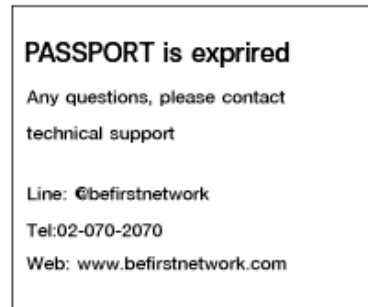 PASSPORT is exprired
Any questions, please contact
technical support
Line: @befirstnetwork
Tel:02-070-2070
Web: www.befirstnetwork.com